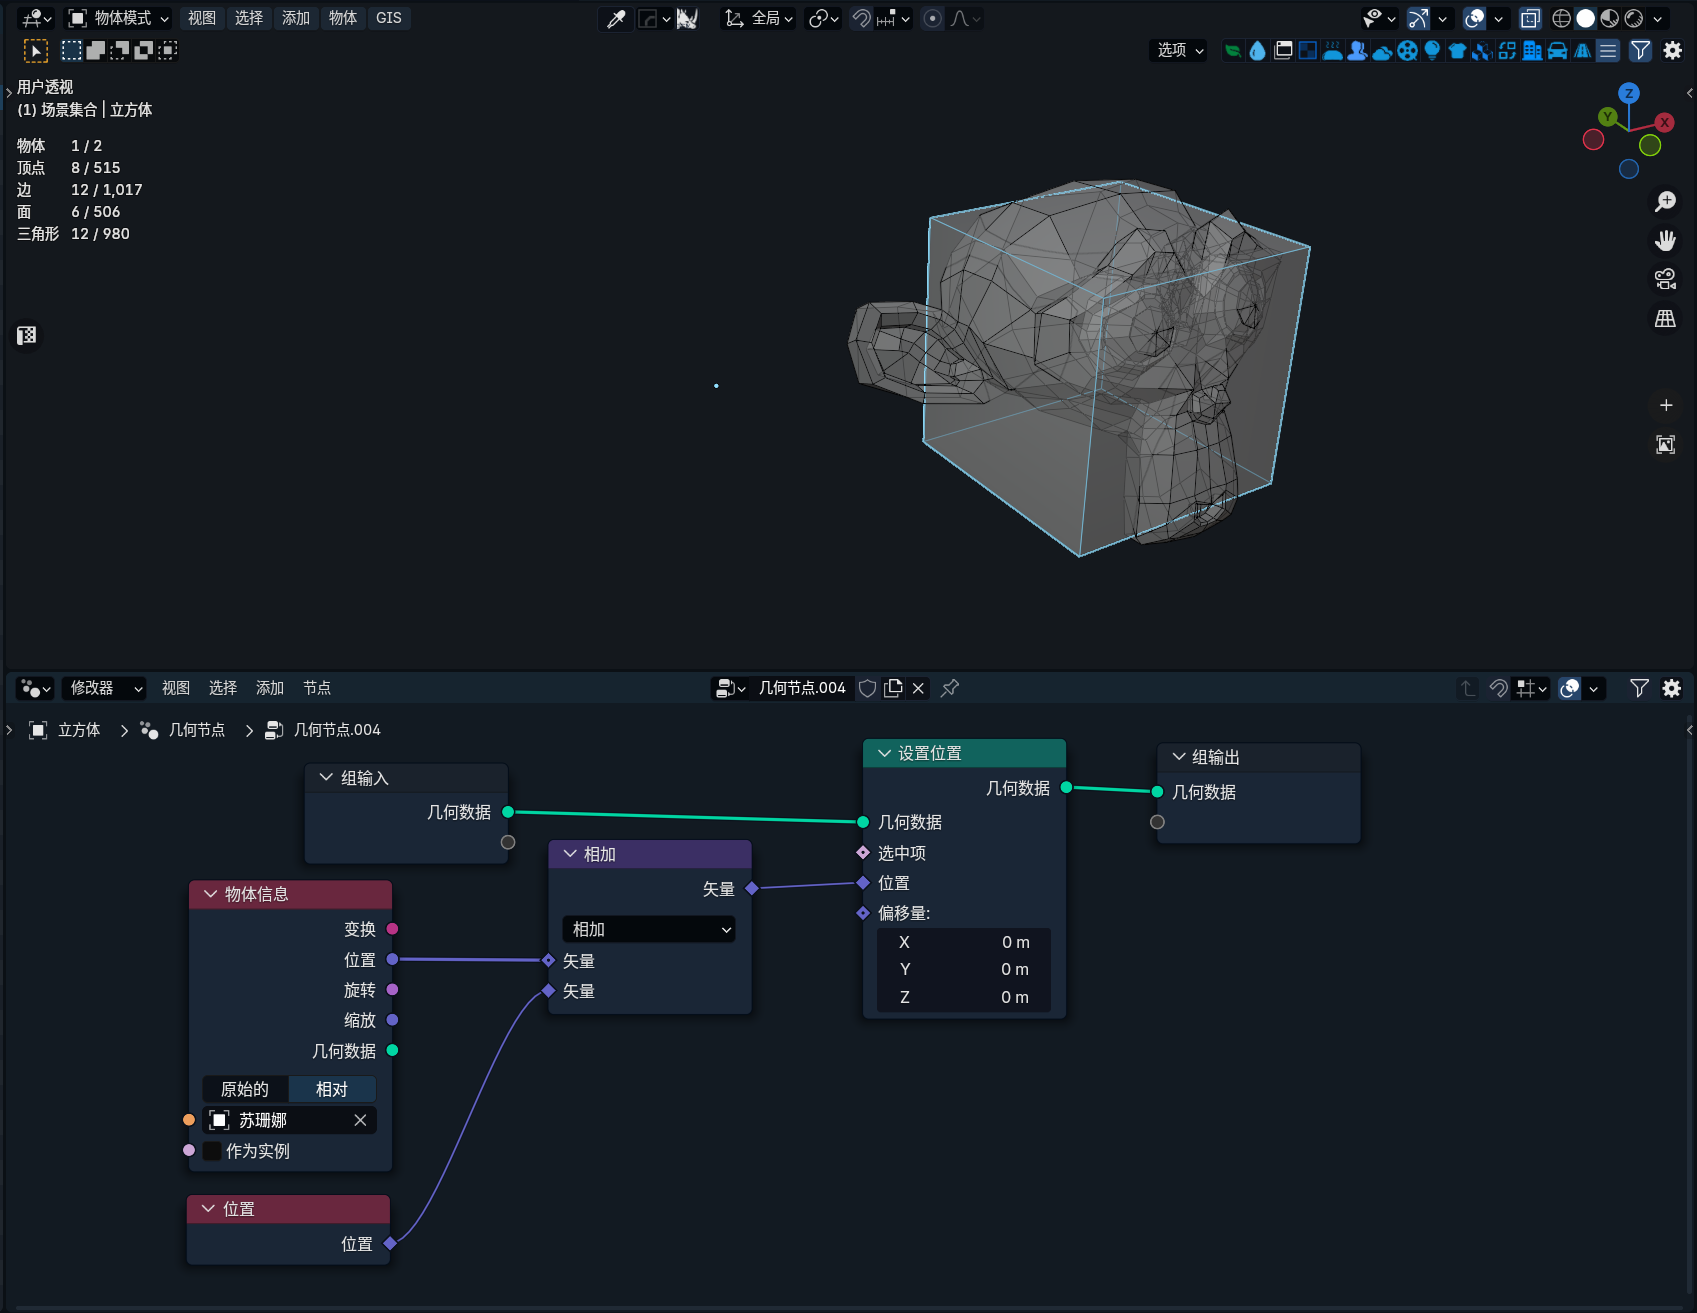 物体模式 视图 选择 添加 物体 GIS 全局
选项
用户透视
(1) 场景集合 | 立方体
物体 1 / 2
顶点 8 / 515
边 12 / 1,017
面 6 / 506
三角形 12 / 980
Z
Y
X
修改器 视图 选择 添加 节点 几何节点.004
立方体 几何节点 几何节点.004
组输入
几何数据
物体信息
变换
位置
旋转
缩放
几何数据
原始的 相对
苏珊娜
作为实例
位置
位置
相加
矢量
相加
矢量
矢量
设置位置
几何数据
几何数据
选中项
位置
偏移量:
X 0 m
Y 0 m
Z 0 m
组输出
几何数据